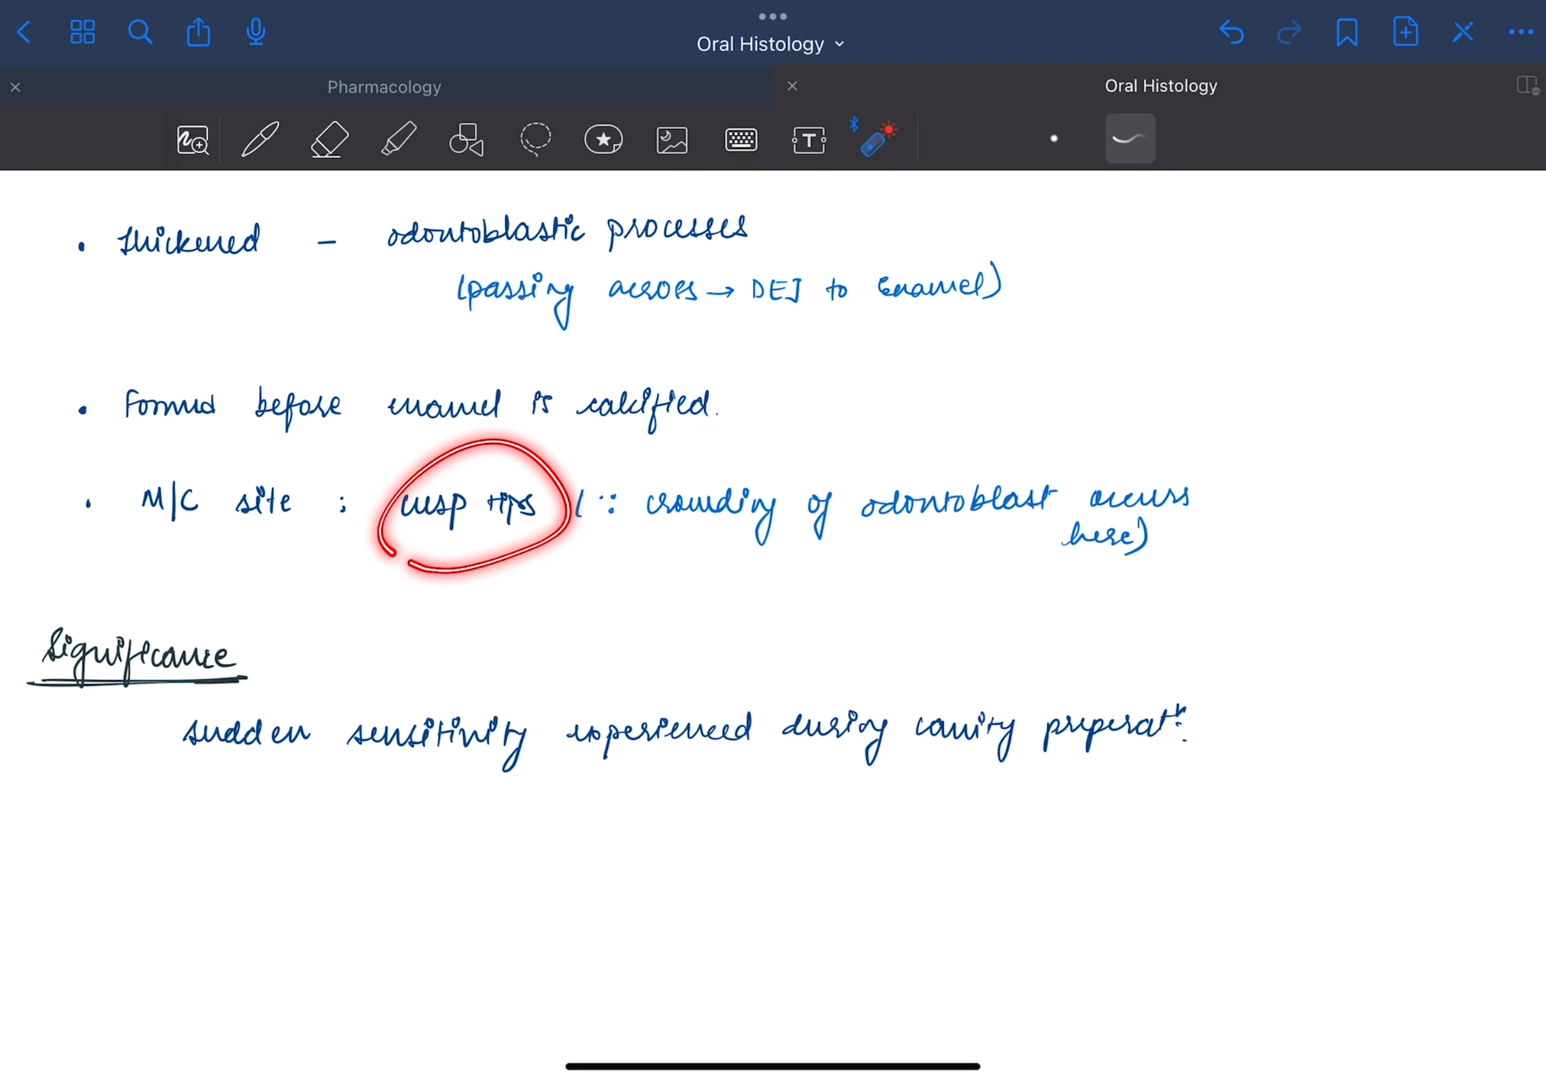 Oral Histology
Pharmacology
Oral Histology
• thickened – odontoblastic processes
(passing across → DEJ to Enamel)
• Formed before enamel is calcified.
• M/C site : cusp tips (∵ crowding of odontoblast occurs
here)
Significance
sudden sensitivity experienced during cavity preperatⁿ.